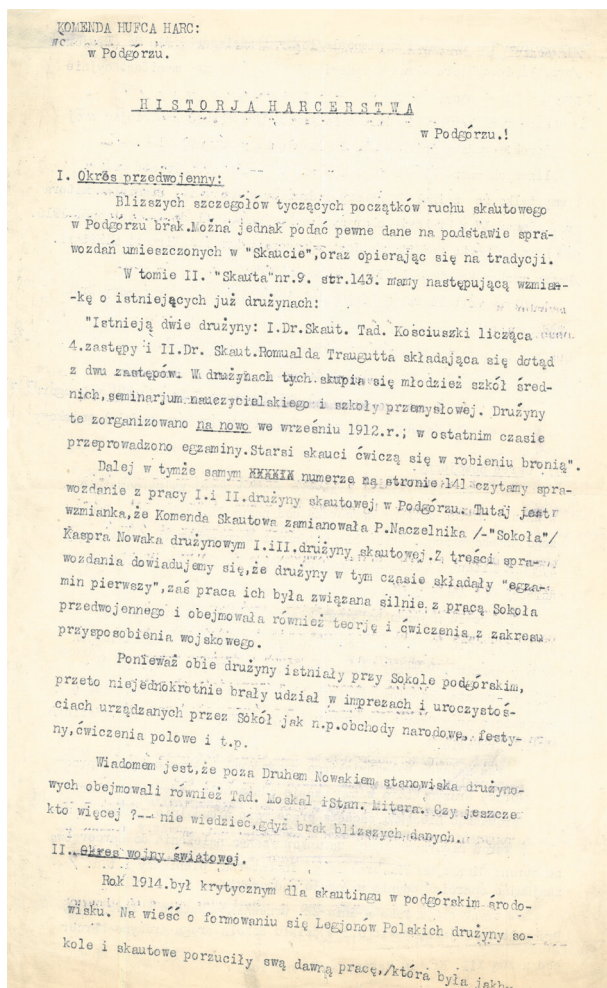 KOMENDA HUFCA HARC:
w Podgórzu.
HISTORJA HARCERSTWA
w Podgórzu.!
I. Okres przedwojenny:
Blizszych szczegółów tyczących początków ruchu skautowego
w Podgórzu brak.Można jednak podać pewne dane na podstawie spra-
wozdań umieszczonych w "Skaucie",oraz opierając się na tradycji.
W tomie II. "Skauta"nr.9. str.143. mamy następującą wzmian-
-kę o istniejących już drużynach:
"Istnieją dwie drużyny: I.Dr.Skaut. Tad. Kościuszki licząca
4.zastępy i II.Dr. Skaut.Romualda Traugutta składająca się dotąd
z dwu zastępów. W drużynach tych skupia się młodzież szkół śred-
nich,seminarjum nauczycielskiego i szkoły przemysłowej. Drużyny
te zorganizowano na nowo we wrześniu 1912.r.; w ostatnim czasie
przeprowadzono egzaminy.Starsi skauci ćwiczą się w robieniu bronią".
Dalej w tymże samym XXXXXX numerze na stronie 141 czytamy spra-
wozdanie z pracy I.i II.drużyny skautowej w Podgórzu. Tutaj jest
wzmianka,że Komenda Skautowa zamianowała P.Naczelnika /-"Sokoła"/
Kaspra Nowaka drużynowym I.iII.drużyny skautowej.Z treści spra-
wozdania dowiadujemy się,że drużyny w tym czasie składały "egza-
min pierwszy",zaś praca ich była związana silnie z pracą Sokoła
przedwojennego i obejmowała również teorję i ćwiczenia z zakresu
przysposobienia wojskowego.
Ponieważ obie drużyny istniały przy Sokole podgórskim,
przeto niejednokrotnie brały udział w imprezach i uroczystoś-
ciach urządzanych przez Sokół jak n.p.obchody narodowe, festy-
ny,ćwiczenia polowe i t.p.
Wiadomem jest,że poza Druhem Nowakiem stanowiska drużyno-
wych obejmowali również Tad. Moskal iStan. Mitera. Czy jeszcze
kto więcej ?-- nie wiedzieć,gdyż brak blizszych danych.
II. Okres wojny światowej.
Rok 1914.był krytycznym dla skautingu w podgórskim środo-
wisku. Na wieść o formowaniu się Legjonów Polskich drużyny so-
kole i skautowe porzuciły swą dawną pracę,/która była jakby